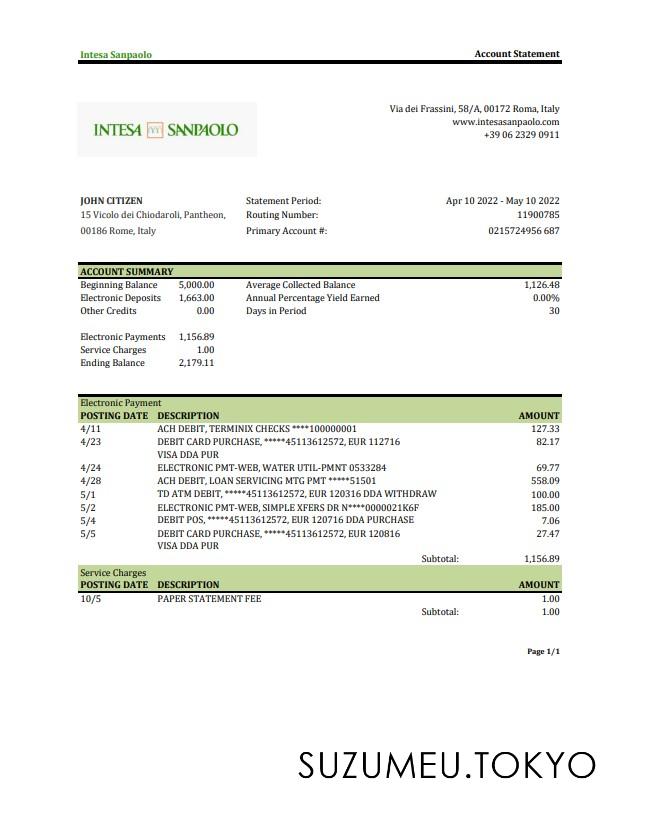 Intesa Sanpaolo Account Statement
INTESA SANPAOLO
Via dei Frassini, 58/A, 00172 Roma, Italy
www.intesasanpaolo.com
+39 06 2329 0911
JOHN CITIZEN Statement Period: Apr 10 2022 - May 10 2022
15 Vicolo dei Chiodaroli, Pantheon, Routing Number: 11900785
00186 Rome, Italy Primary Account #: 0215724956 687
ACCOUNT SUMMARY
Beginning Balance 5,000.00 Average Collected Balance 1,126.48
Electronic Deposits 1,663.00 Annual Percentage Yield Earned 0.00%
Other Credits 0.00 Days in Period 30
Electronic Payments 1,156.89
Service Charges 1.00
Ending Balance 2,179.11
Electronic Payment
POSTING DATE DESCRIPTION AMOUNT
4/11 ACH DEBIT, TERMINIX CHECKS ****100000001 127.33
4/23 DEBIT CARD PURCHASE, *****45113612572, EUR 112716 82.17
VISA DDA PUR
4/24 ELECTRONIC PMT-WEB, WATER UTIL-PMNT 0533284 69.77
4/28 ACH DEBIT, LOAN SERVICING MTG PMT *****51501 558.09
5/1 TD ATM DEBIT, *****45113612572, EUR 120316 DDA WITHDRAW 100.00
5/2 ELECTRONIC PMT-WEB, SIMPLE XFERS DR N****0000021K6F 185.00
5/4 DEBIT POS, *****45113612572, EUR 120716 DDA PURCHASE 7.06
5/5 DEBIT CARD PURCHASE, *****45113612572, EUR 120816 27.47
VISA DDA PUR
Subtotal: 1,156.89
Service Charges
POSTING DATE DESCRIPTION AMOUNT
10/5 PAPER STATEMENT FEE 1.00
Subtotal: 1.00
Page 1/1
SUZUMEU.TOKYO